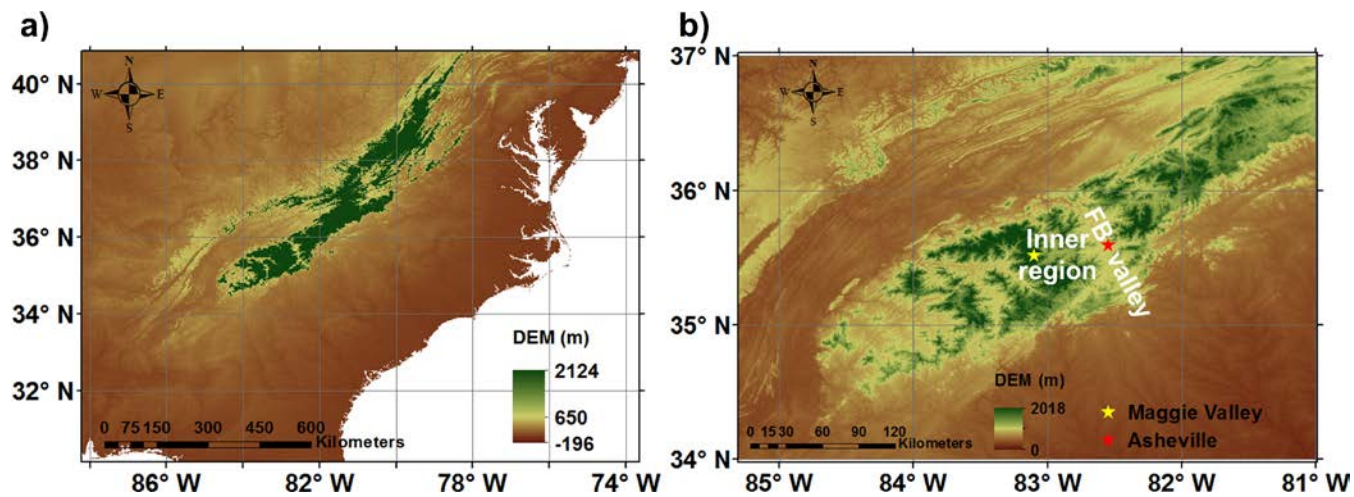 a)
N
W E
S
40° N
38° N
36° N
34° N
32° N
86° W
82° W
78° W
74° W
DEM (m)
2124
650
-196
0 75 150 300 450 600
Kilometers
b)
N
W E
S
37° N
36° N
35° N
34° N
85° W
84° W
83° W
82° W
81° W
Inner
region
FB valley
DEM (m)
2018
0
Maggie Valley
Asheville
0 15 30 60 90 120
Kilometers